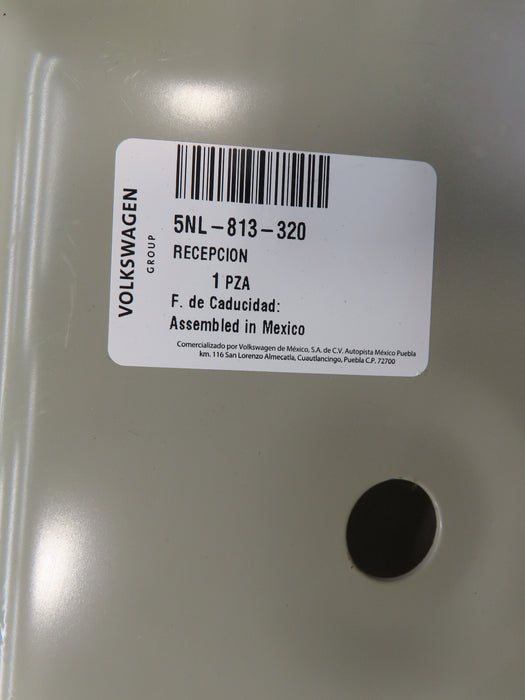 VOLKSWAGEN
GROUP
5NL-813-320
RECEPCION
1 PZA
F. de Caducidad:
Assembled in Mexico
Comercializado por Volkswagen de México, S.A. de C.V. Autopista México Puebla
km. 116 San Lorenzo Almecatla, Cuautlancingo, Puebla C.P. 72700